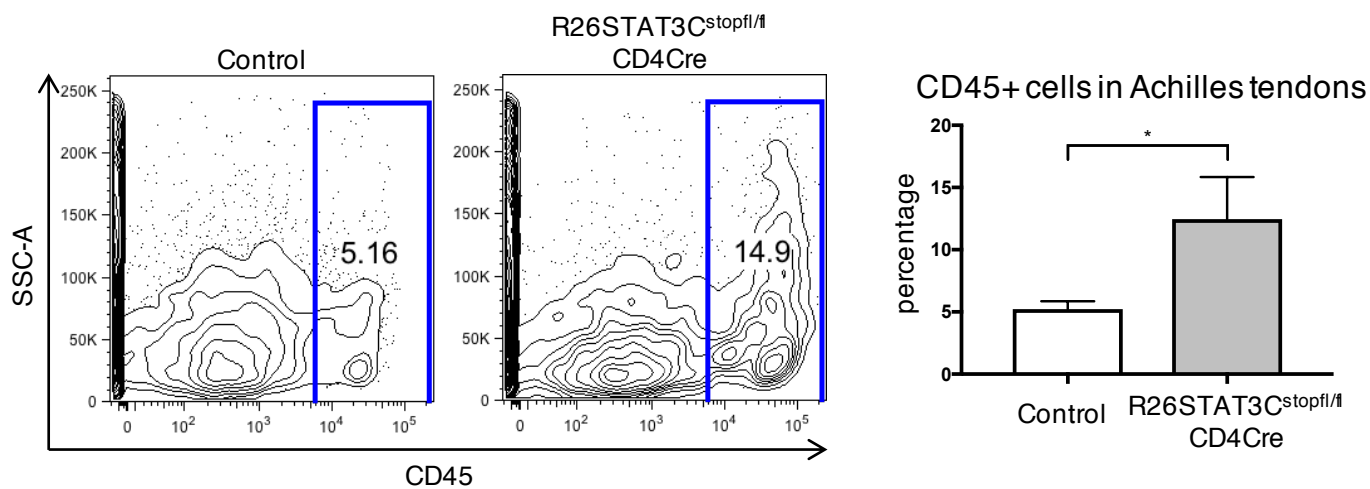 Control
R26STAT3Cstopfl/fl
CD4Cre
SSC-A
250K
200K
150K
100K
50K
0
5.16
0 10² 10³ 10⁴ 10⁵
250K
200K
150K
100K
50K
0
14.9
0 10² 10³ 10⁴ 10⁵
CD45
CD45+ cells in Achilles tendons
percentage
20
15
10
5
0
*
Control
R26STAT3Cstopfl/fl
CD4Cre